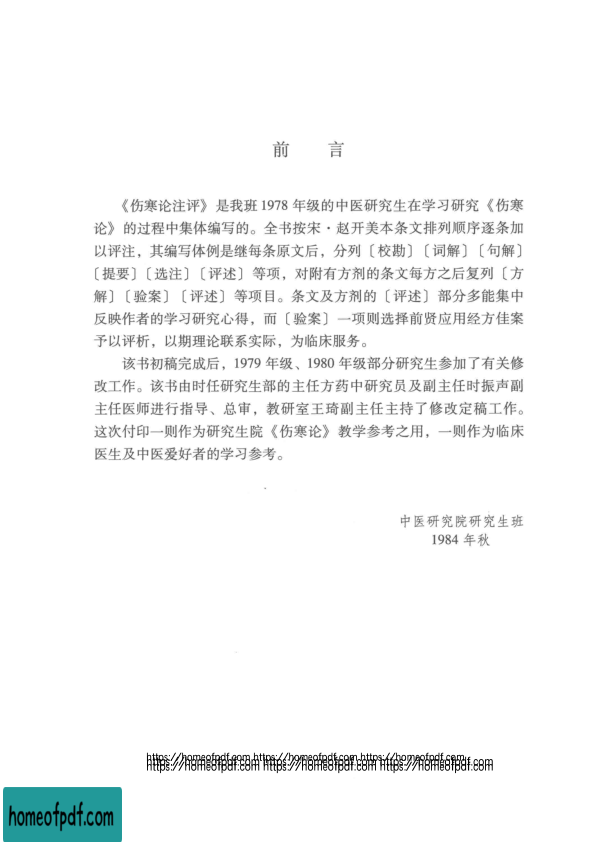 前 言
《伤寒论注评》是我班 1978 年级的中医研究生在学习研究《伤寒
论》的过程中集体编写的。全书按宋·赵开美本条文排列顺序逐条加
以评注，其编写体例是继每条原文后，分列〔校勘〕〔词解〕〔句解〕
〔提要〕〔选注〕〔评述〕等项，对附有方剂的条文每方之后复列〔方
解〕〔验案〕〔评述〕等项目。条文及方剂的〔评述〕部分多能集中
反映作者的学习研究心得，而〔验案〕一项则选择前贤应用经方佳案
予以评析，以期理论联系实际，为临床服务。
该书初稿完成后，1979 年级、1980 年级部分研究生参加了有关修
改工作。该书由时任研究生部的主任方药中研究员及副主任时振声副
主任医师进行指导、总审，教研室王琦副主任主持了修改定稿工作。
这次付印一则作为研究生院《伤寒论》教学参考之用，一则作为临床
医生及中医爱好者的学习参考。
中医研究院研究生班
1984 年秋
https://homeofpdf.com https://homeofpdf.com https://homeofpdf.com
https://homeofpdf.com https://homeofpdf.com https://homeofpdf.com
homeofpdf.com